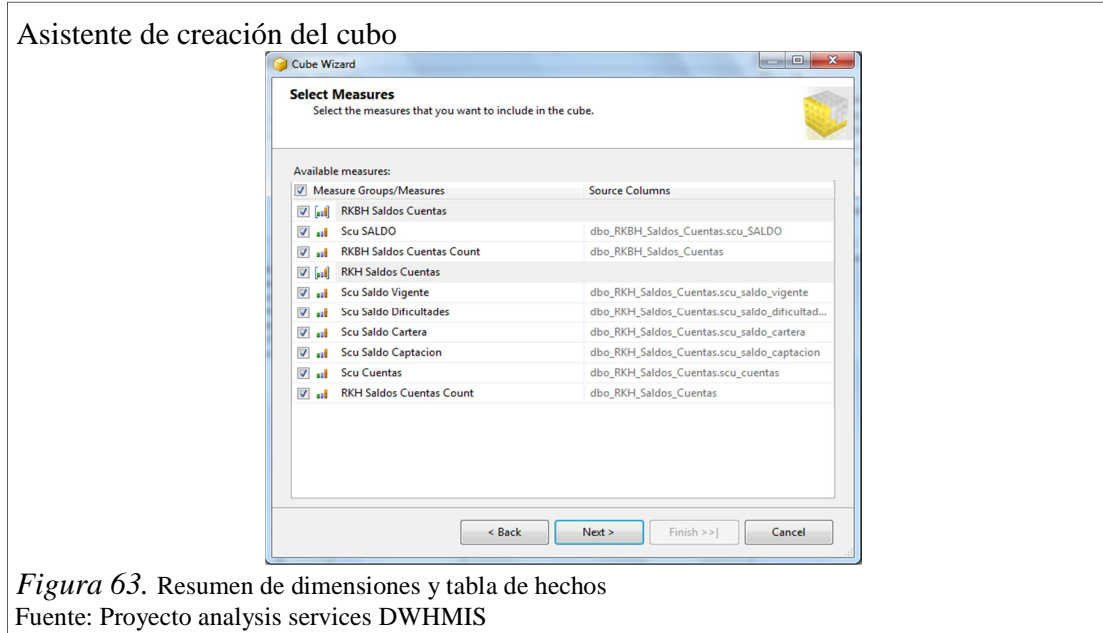 Asistente de creación del cubo
Cube Wizard
Select Measures
Select the measures that you want to include in the cube.
Available measures:
Measure Groups/Measures Source Columns
RKBH Saldos Cuentas
Scu SALDO dbo_RKBH_Saldos_Cuentas.scu_SALDO
RKBH Saldos Cuentas Count dbo_RKBH_Saldos_Cuentas
RKH Saldos Cuentas
Scu Saldo Vigente dbo_RKH_Saldos_Cuentas.scu_saldo_vigente
Scu Saldo Dificultades dbo_RKH_Saldos_Cuentas.scu_saldo_dificultad...
Scu Saldo Cartera dbo_RKH_Saldos_Cuentas.scu_saldo_cartera
Scu Saldo Captacion dbo_RKH_Saldos_Cuentas.scu_saldo_captacion
Scu Cuentas dbo_RKH_Saldos_Cuentas.scu_cuentas
RKH Saldos Cuentas Count dbo_RKH_Saldos_Cuentas
< Back Next > Finish >>| Cancel
Figura 63. Resumen de dimensiones y tabla de hechos
Fuente: Proyecto analysis services DWHMIS